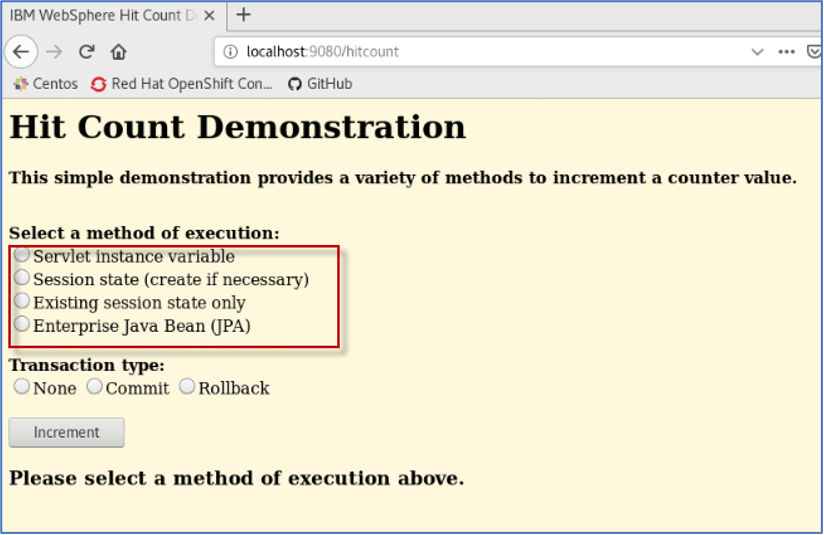 IBM WebSphere Hit Count D
localhost:9080/hitcount
Centos Red Hat OpenShift Con... GitHub
Hit Count Demonstration
This simple demonstration provides a variety of methods to increment a counter value.
Select a method of execution:
Servlet instance variable
Session state (create if necessary)
Existing session state only
Enterprise Java Bean (JPA)
Transaction type:
None Commit Rollback
Increment
Please select a method of execution above.